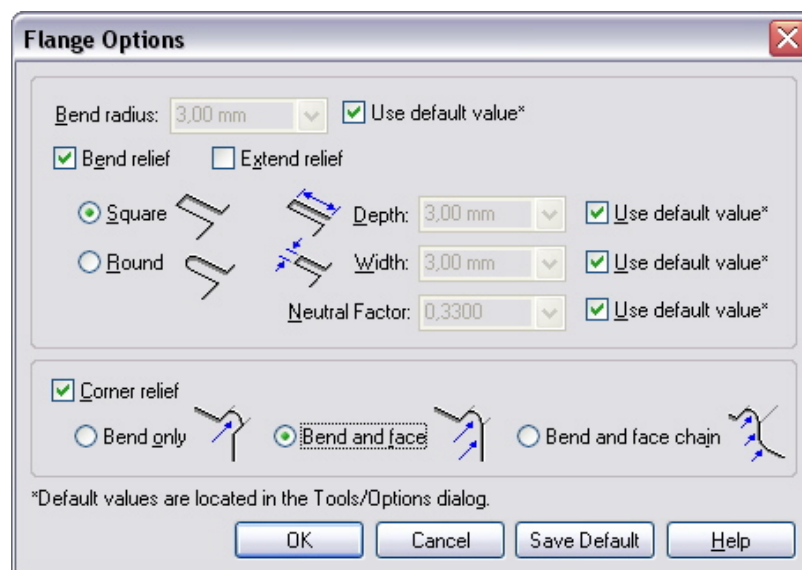 Flange Options
Bend radius: 3,00 mm Use default value*
Bend relief Extend relief
Square Depth: 3,00 mm Use default value*
Round Width: 3,00 mm Use default value*
Neutral Factor: 0,3300 Use default value*
Corner relief
Bend only Bend and face Bend and face chain
*Default values are located in the Tools/Options dialog.
OK Cancel Save Default Help